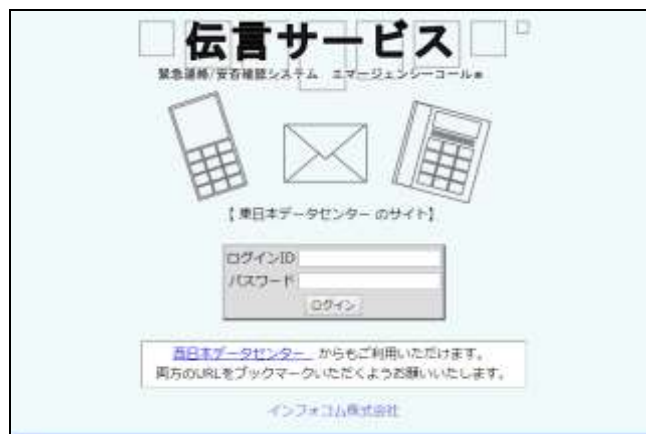 伝言サービス
緊急連絡/安否確認システム エマージェンシーコール®
【 東日本データセンター のサイト】
ログインID
パスワード
ログイン
西日本データセンター からもご利用いただけます。
両方のURLをブックマークいただくようお願いいたします。
インフォコム株式会社